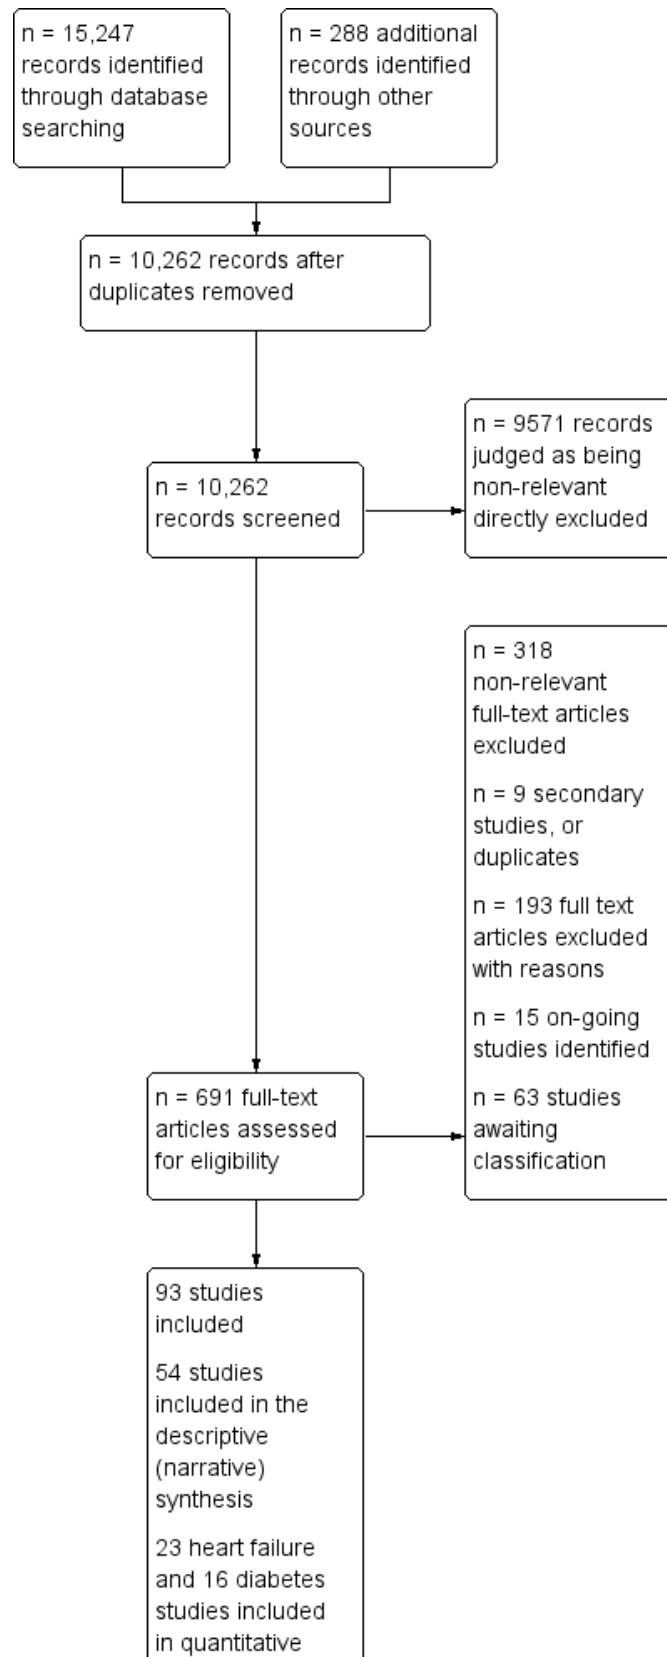 n = 15,247
records identified
through database
searching
n = 288 additional
records identified
through other
sources
n = 10,262 records after
duplicates removed
n = 9571 records
judged as being
non-relevant
directly excluded
n = 10,262
records screened
n = 318
non-relevant
full-text articles
excluded
n = 9 secondary
studies, or
duplicates
n = 193 full text
articles excluded
with reasons
n = 15 on-going
studies identified
n = 63 studies
awaiting
classification
n = 691 full-text
articles assessed
for eligibility
93 studies
included
54 studies
included in the
descriptive
(narrative)
synthesis
23 heart failure
and 16 diabetes
studies included
in quantitative